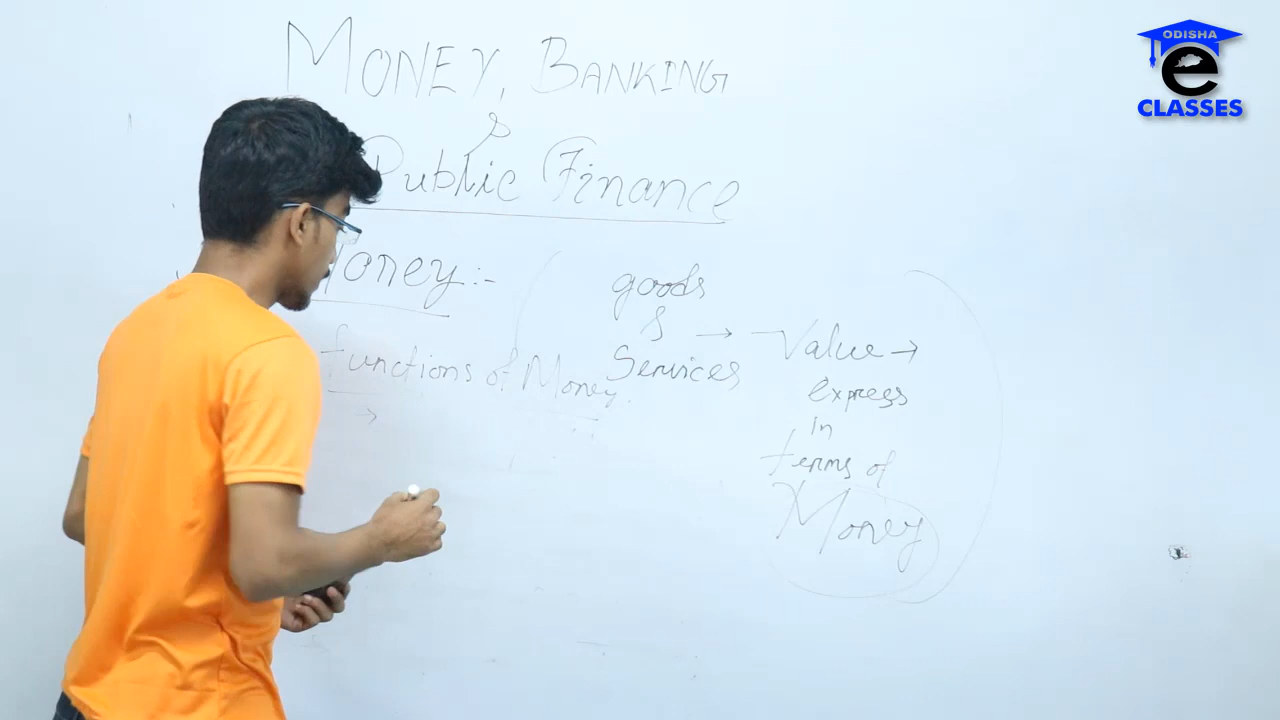 MONEY, BANKING
&
Public Finance
Money :-
functions of Money.
→
goods
&
Services → Value →
express
in
terms of
Money
ODISHA
e
CLASSES